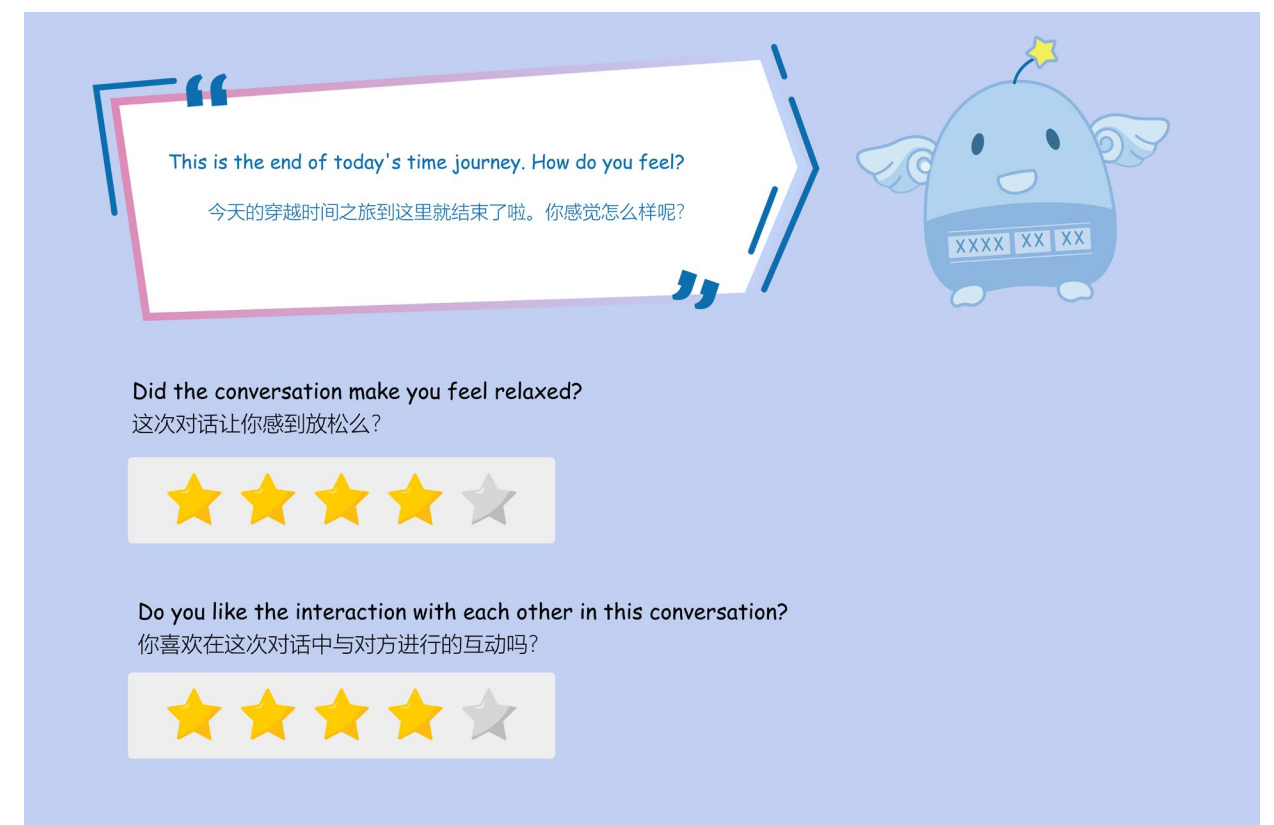 This is the end of today's time journey. How do you feel?
今天的穿越时间之旅到这里就结束了啦。你感觉怎么样呢?
XXXX XX XX
Did the conversation make you feel relaxed?
这次对话让你感到放松么?
Do you like the interaction with each other in this conversation?
你喜欢在这次对话中与对方进行的互动吗?